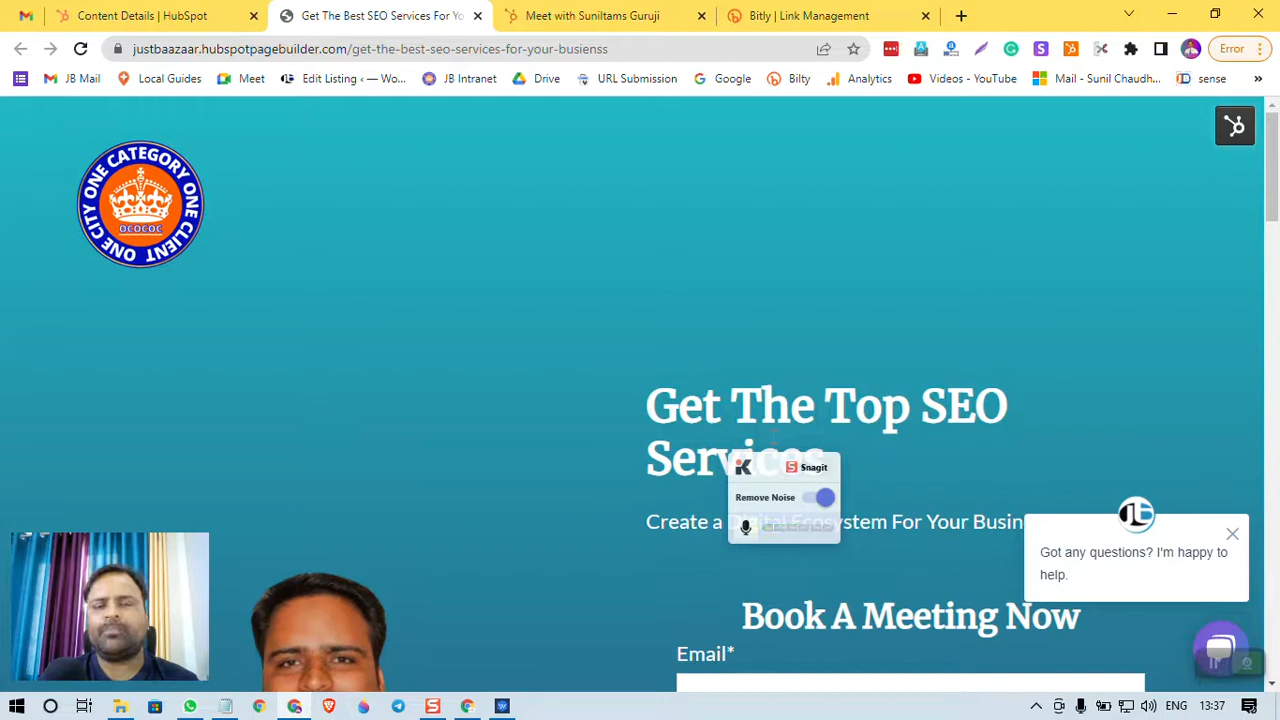 Content Details | HubSpot
Get The Best SEO Services For Yo
Meet with Suniltams Guruji
Bitly | Link Management
justbaazaar.hubspotpagebuilder.com/get-the-best-seo-services-for-your-busienss
Error
JB Mail
Local Guides
Meet
Edit Listing ‹ — Wo...
JB Intranet
Drive
URL Submission
Google
Bilty
Analytics
Videos - YouTube
Mail - Sunil Chaudh...
sense
»
ONE CITY ONE CATEGORY ONE CLIENT
OCOCOC
Get The Top SEO
Services
Snagit
Remove Noise
Create a Digital Ecosystem For Your Busin
Got any questions? I'm happy to
help.
Book A Meeting Now
Email*
ENG
13:37